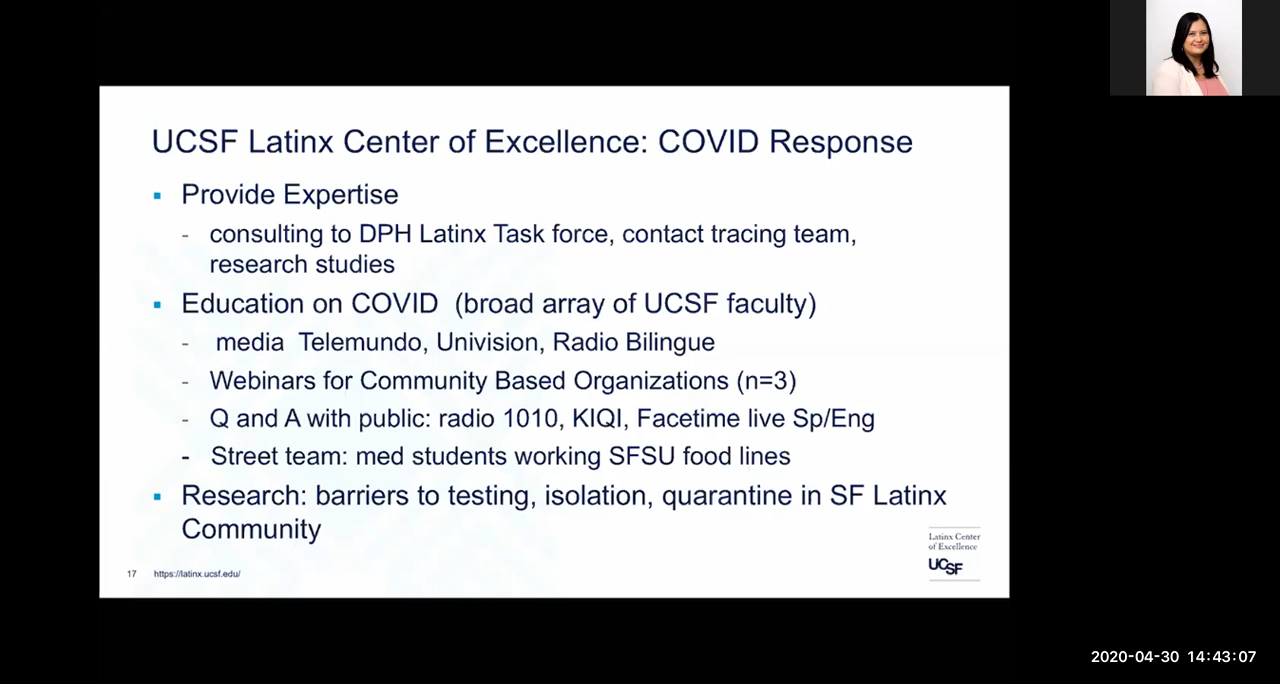 UCSF Latinx Center of Excellence: COVID Response
▪ Provide Expertise
- consulting to DPH Latinx Task force, contact tracing team,
research studies
▪ Education on COVID (broad array of UCSF faculty)
- media Telemundo, Univision, Radio Bilingue
- Webinars for Community Based Organizations (n=3)
- Q and A with public: radio 1010, KIQI, Facetime live Sp/Eng
- Street team: med students working SFSU food lines
▪ Research: barriers to testing, isolation, quarantine in SF Latinx
Community
Latinx Center
of Excellence
UCSF
17 https://latinx.ucsf.edu/
2020-04-30 14:43:07